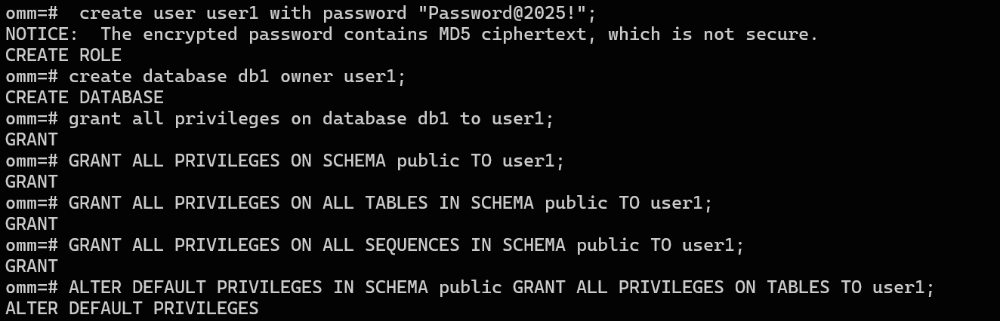 omm=#  create user user1 with password "Password@2025!";
NOTICE:  The encrypted password contains MD5 ciphertext, which is not secure.
CREATE ROLE
omm=# create database db1 owner user1;
CREATE DATABASE
omm=# grant all privileges on database db1 to user1;
GRANT
omm=# GRANT ALL PRIVILEGES ON SCHEMA public TO user1;
GRANT
omm=# GRANT ALL PRIVILEGES ON ALL TABLES IN SCHEMA public TO user1;
GRANT
omm=# GRANT ALL PRIVILEGES ON ALL SEQUENCES IN SCHEMA public TO user1;
GRANT
omm=# ALTER DEFAULT PRIVILEGES IN SCHEMA public GRANT ALL PRIVILEGES ON TABLES TO user1;
ALTER DEFAULT PRIVILEGES